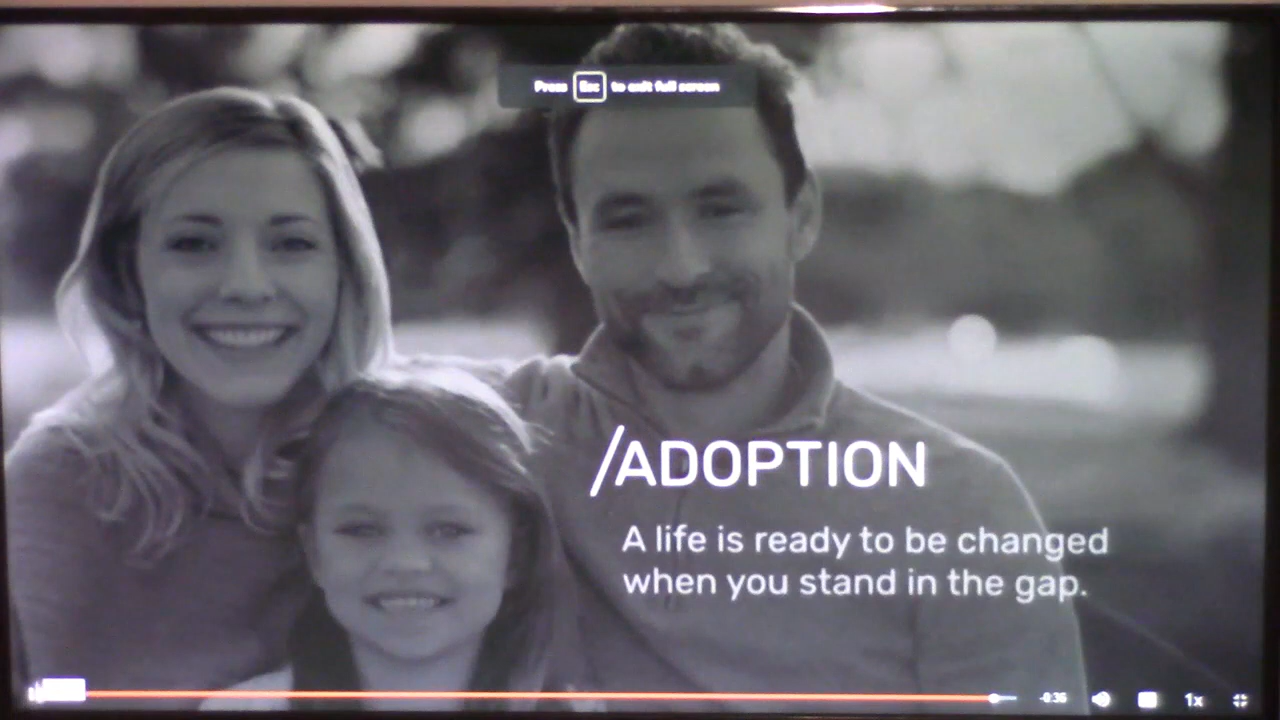 Press Esc to exit full screen
/ADOPTION
A life is ready to be changed
when you stand in the gap.
-0:36
1x